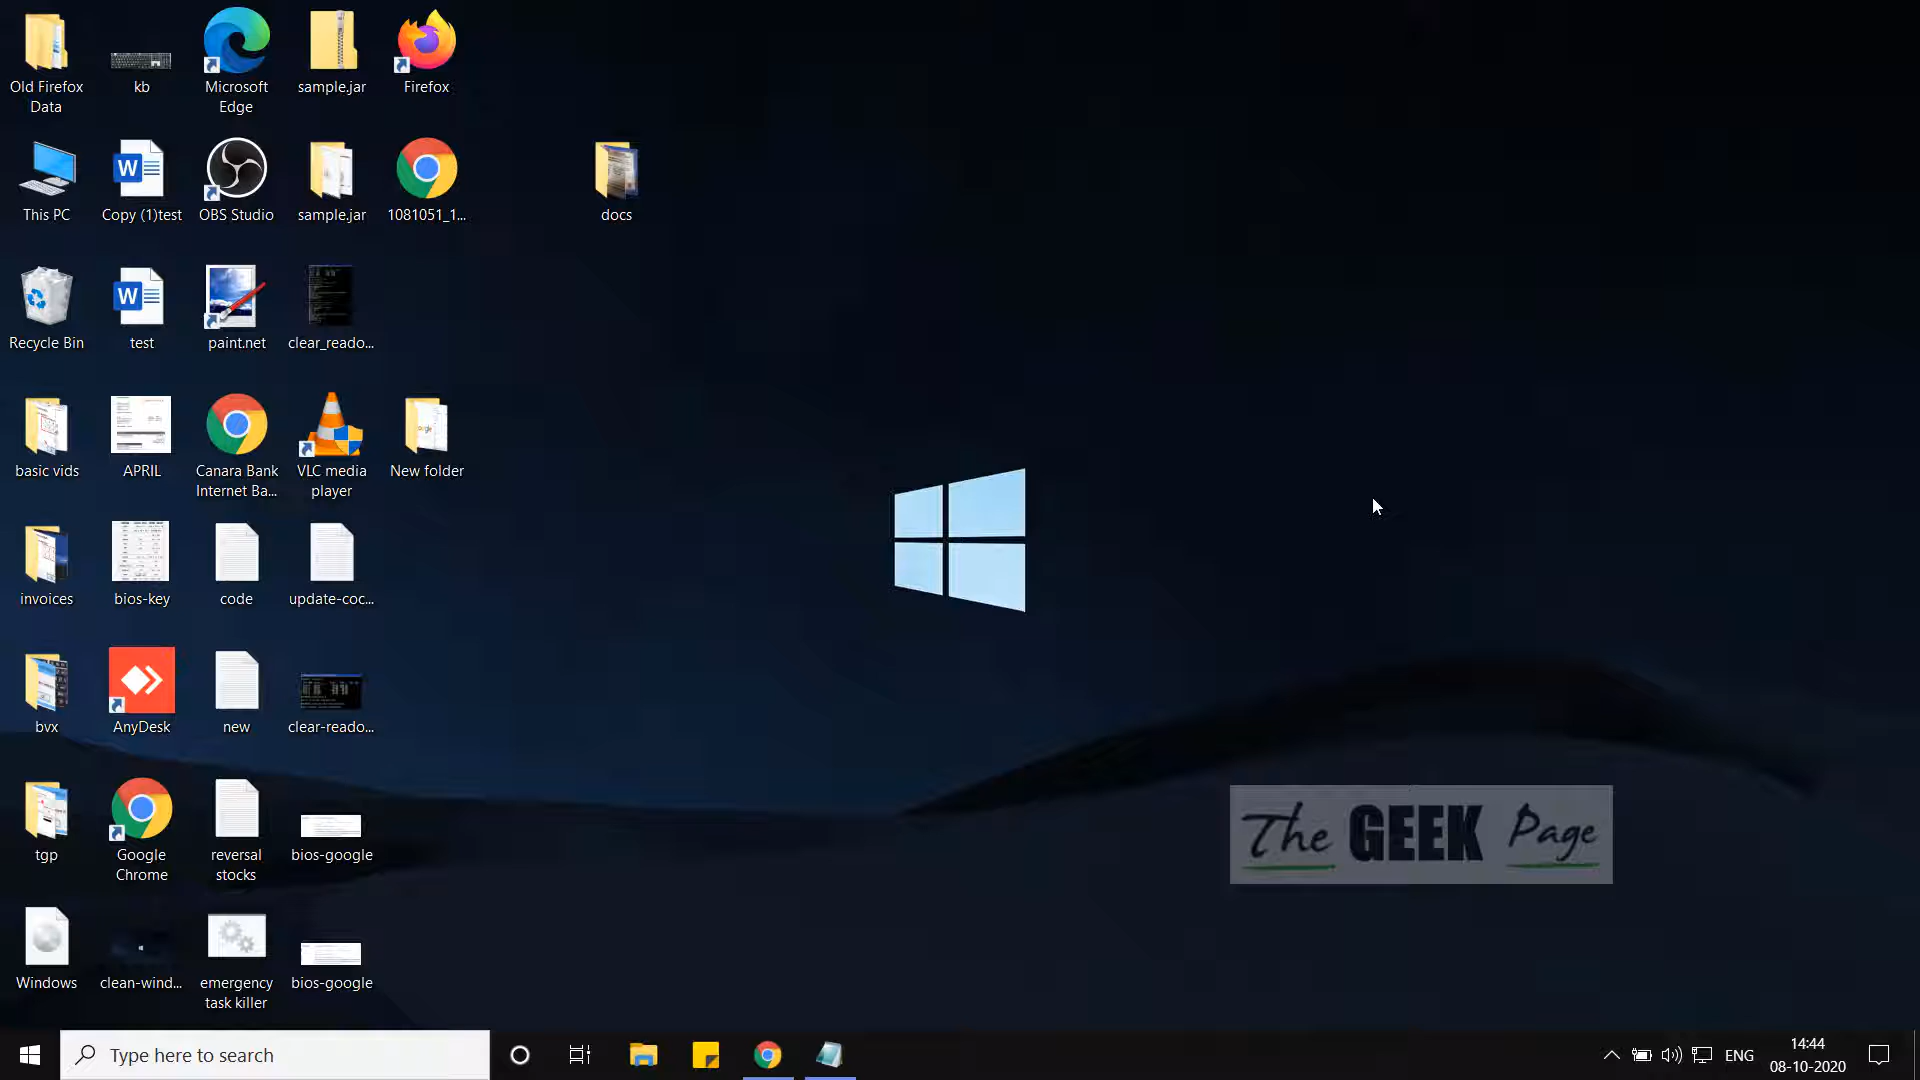 Old Firefox
Data
kb
Microsoft
Edge
sample.jar
Firefox
This PC
Copy (1)test
OBS Studio
sample.jar
1081051_1...
docs
Recycle Bin
test
paint.net
clear_reado...
basic vids
APRIL
Canara Bank
Internet Ba...
VLC media
player
New folder
invoices
bios-key
code
update-coc...
bvx
AnyDesk
new
clear-reado...
tgp
Google
Chrome
reversal
stocks
bios-google
The GEEK Page
Windows
clean-wind...
emergency
task killer
bios-google
Type here to search
ENG
14:44
08-10-2020